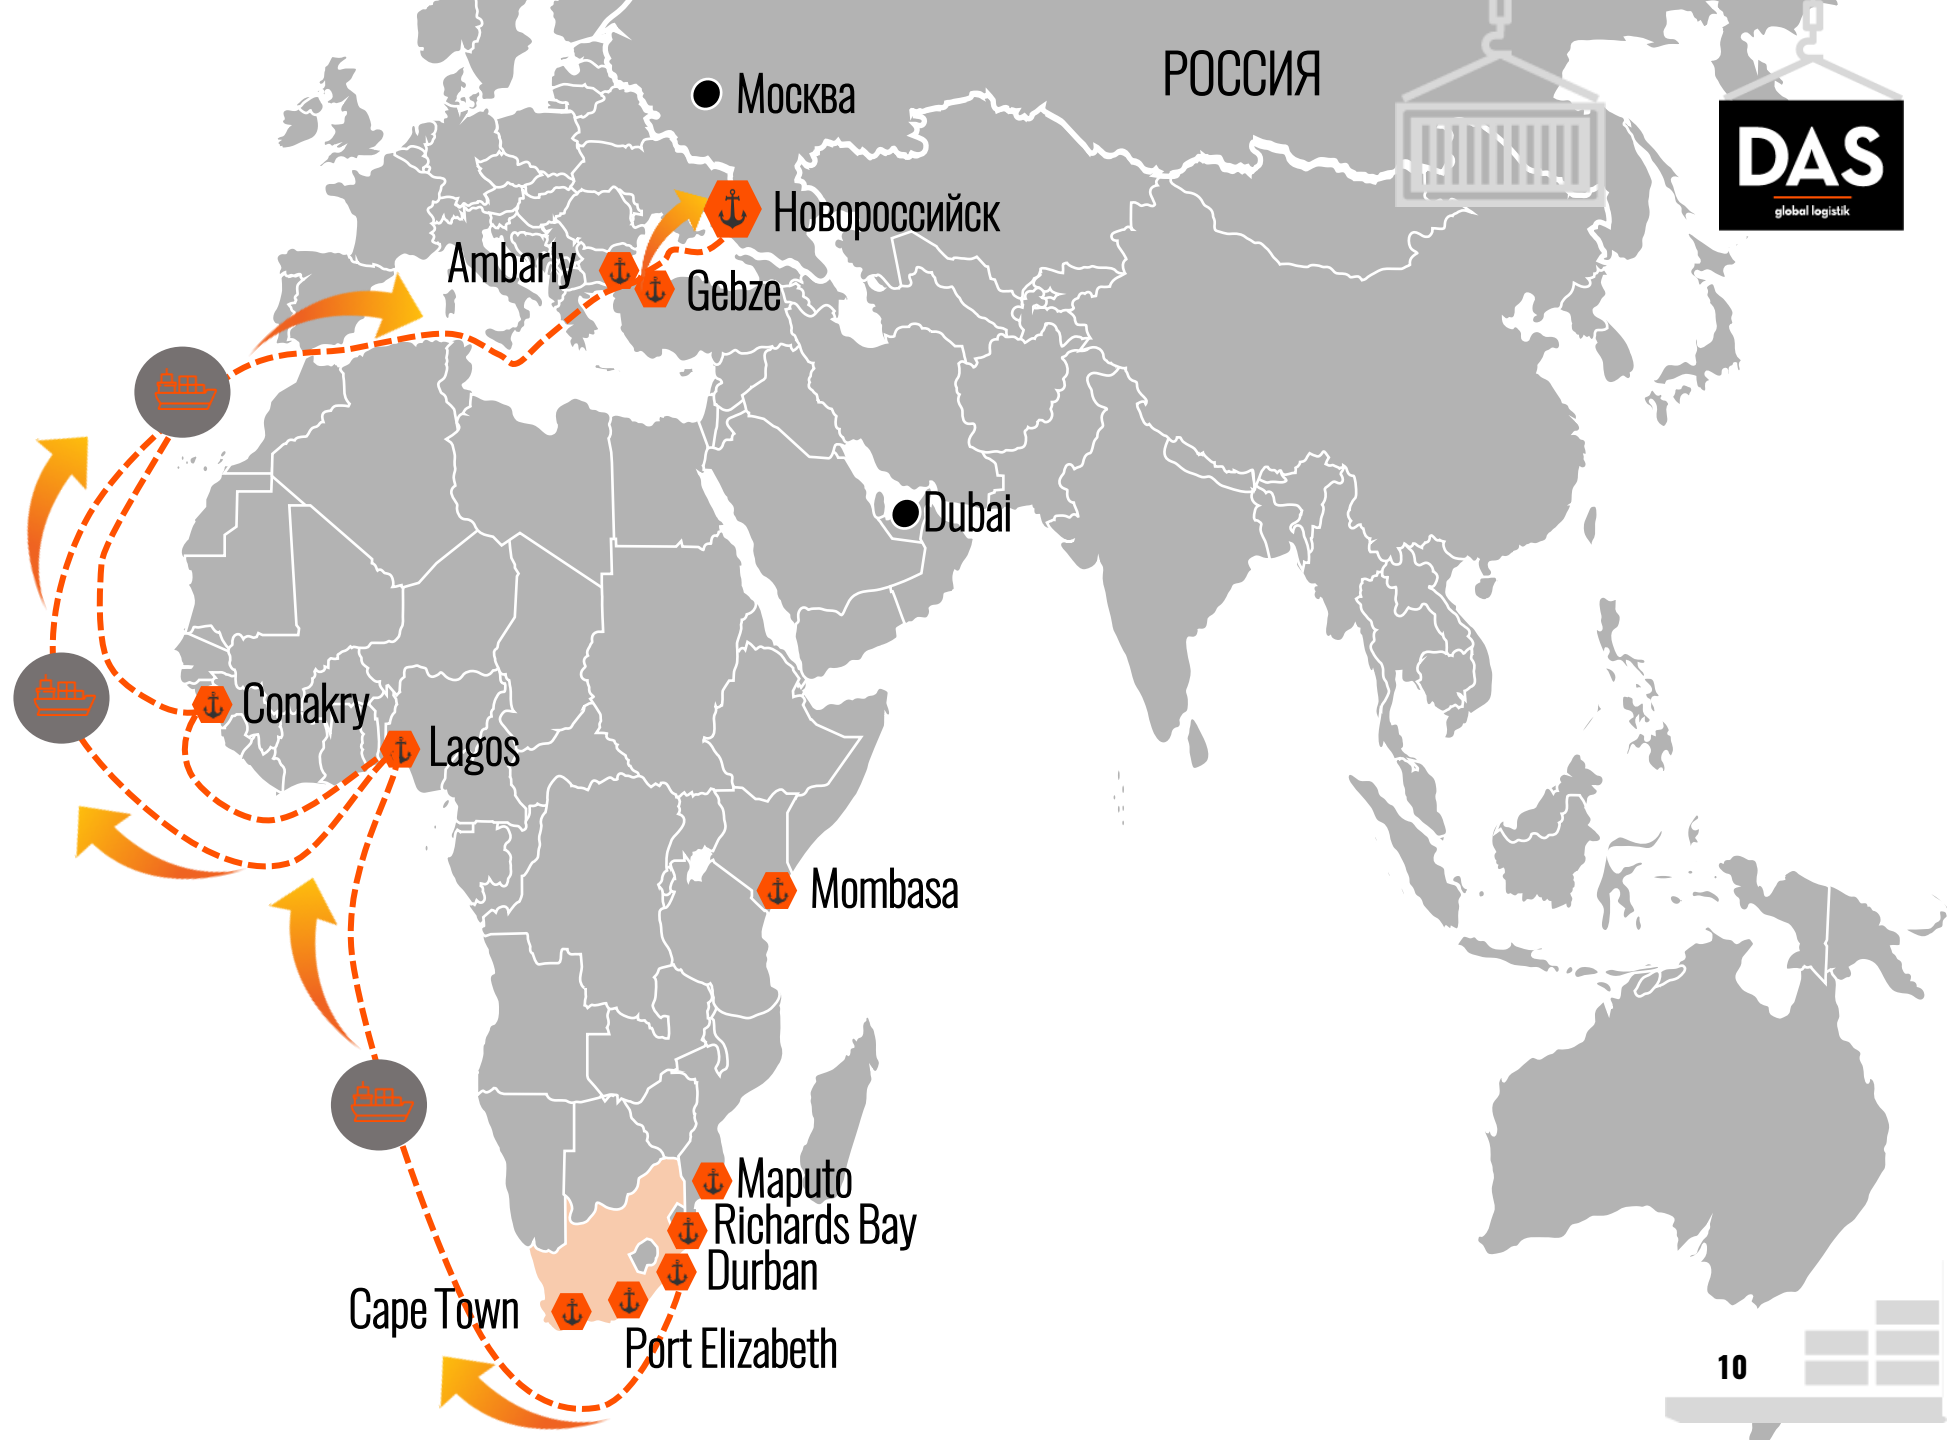 РОССИЯ
Москва
DAS
global logistik
Новороссийск
Ambarly
Gebze
Dubai
Conakry
Lagos
Mombasa
Maputo
Richards Bay
Durban
Cape Town
Port Elizabeth
10